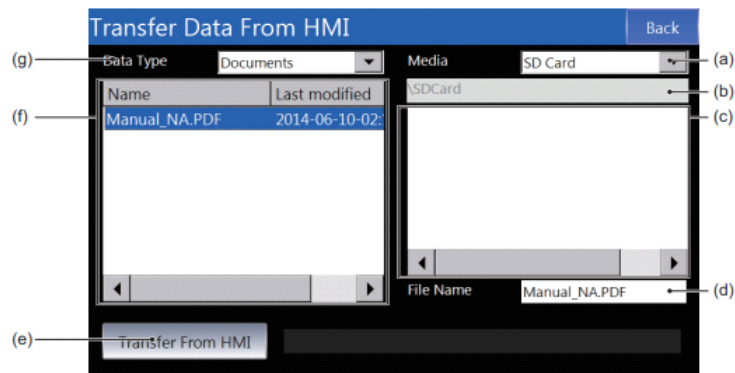 Transfer Data From HMI Back
(g) Data Type Documents Media SD Card (a)
\SDCard (b)
Name Last modified
(f) Manual_NA.PDF 2014-06-10-02: (c)
File Name Manual_NA.PDF (d)
(e) Transfer From HMI